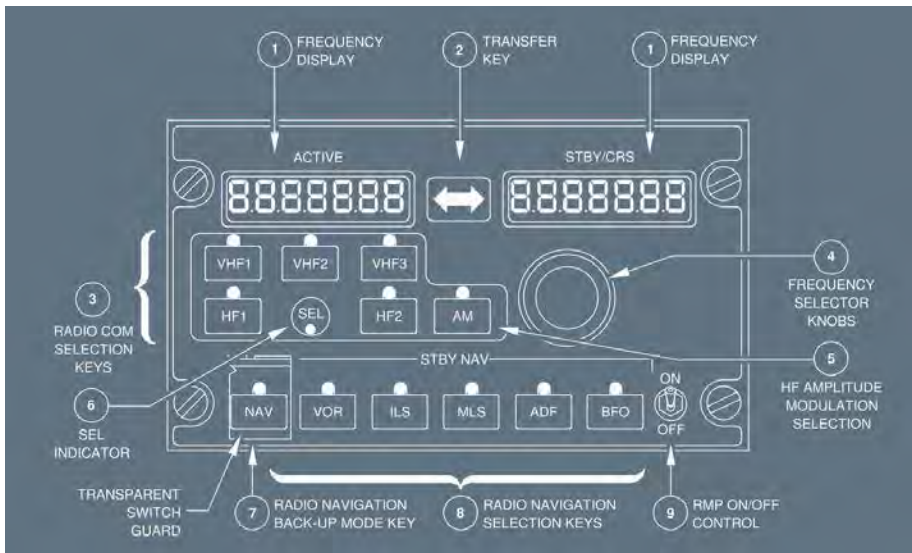 1 FREQUENCY DISPLAY
2 TRANSFER KEY
1 FREQUENCY DISPLAY
ACTIVE
STBY/CRS
8.8.8.8.8.8.8
8.8.8.8.8.8.8
VHF1 VHF2 VHF3
HF1 SEL HF2 AM
3
RADIO COM
SELECTION
KEYS
4
FREQUENCY
SELECTOR
KNOBS
5
HF AMPLITUDE
MODULATION
SELECTION
6
SEL
INDICATOR
STBY NAV
ON
NAV VOR ILS MLS ADF BFO
OFF
TRANSPARENT
SWITCH
GUARD
7 RADIO NAVIGATION
BACK-UP MODE KEY
8 RADIO NAVIGATION
SELECTION KEYS
9 RMP ON/OFF
CONTROL